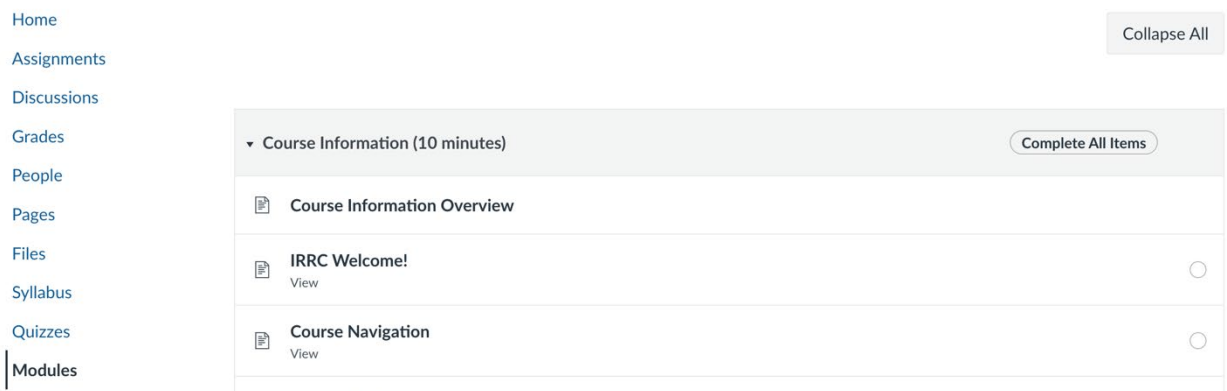 Home
Assignments
Discussions
Grades
People
Pages
Files
Syllabus
Quizzes
Modules
Collapse All
Course Information (10 minutes)
Complete All Items
Course Information Overview
IRRC Welcome!
View
Course Navigation
View